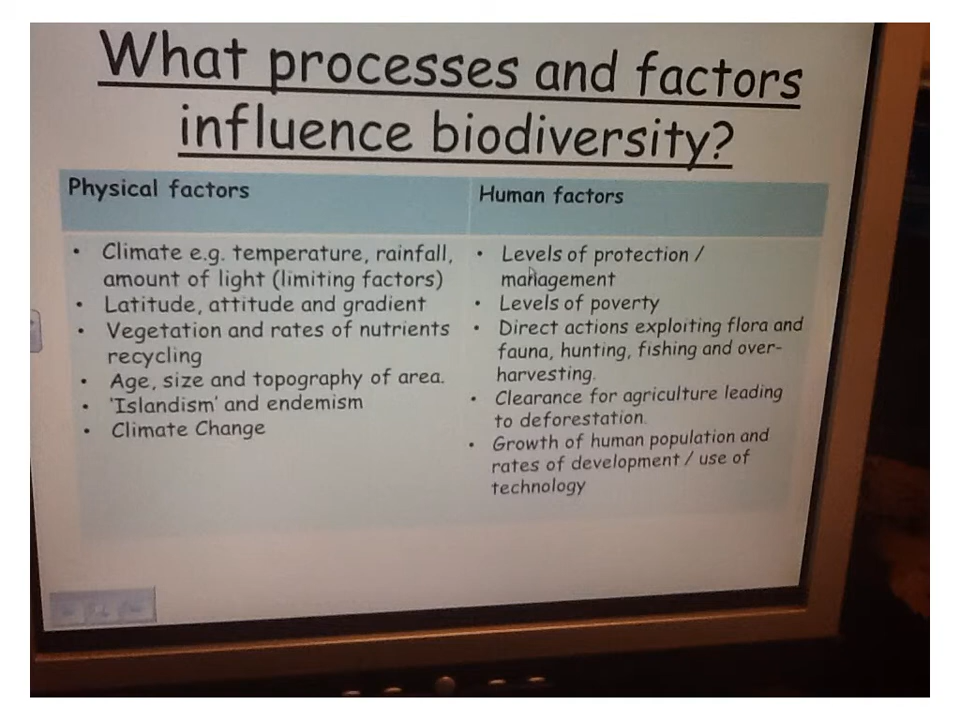 What processes and factors
influence biodiversity?
Physical factors
• Climate e.g. temperature, rainfall,
amount of light (limiting factors)
• Latitude, attitude and gradient
• Vegetation and rates of nutrients
recycling
• Age, size and topography of area.
• 'Islandism' and endemism
• Climate Change
Human factors
• Levels of protection /
management
• Levels of poverty
• Direct actions exploiting flora and
fauna, hunting, fishing and over-
harvesting.
• Clearance for agriculture leading
to deforestation.
• Growth of human population and
rates of development / use of
technology